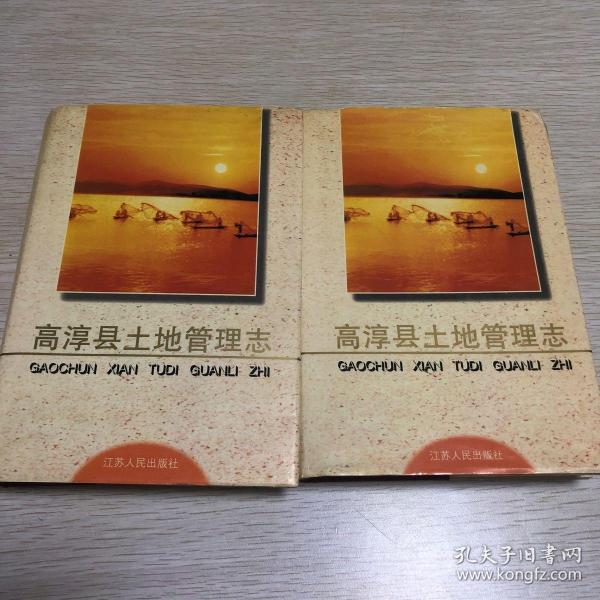 高淳县土地管理志
GAOCHUN XIAN TUDI GUANLI ZHI
江苏人民出版社
高淳县土地管理志
GAOCHUN XIAN TUDI GUANLI ZHI
江苏人民出版社
孔夫子旧书网
www.kongfz.com